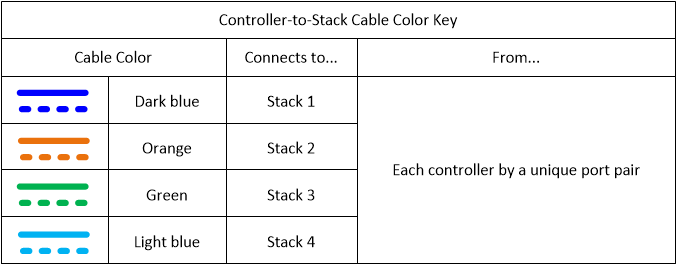 Controller-to-Stack Cable Color Key
Cable Color
Connects to...
From...
Dark blue
Stack 1
Orange
Stack 2
Green
Stack 3
Light blue
Stack 4
Each controller by a unique port pair